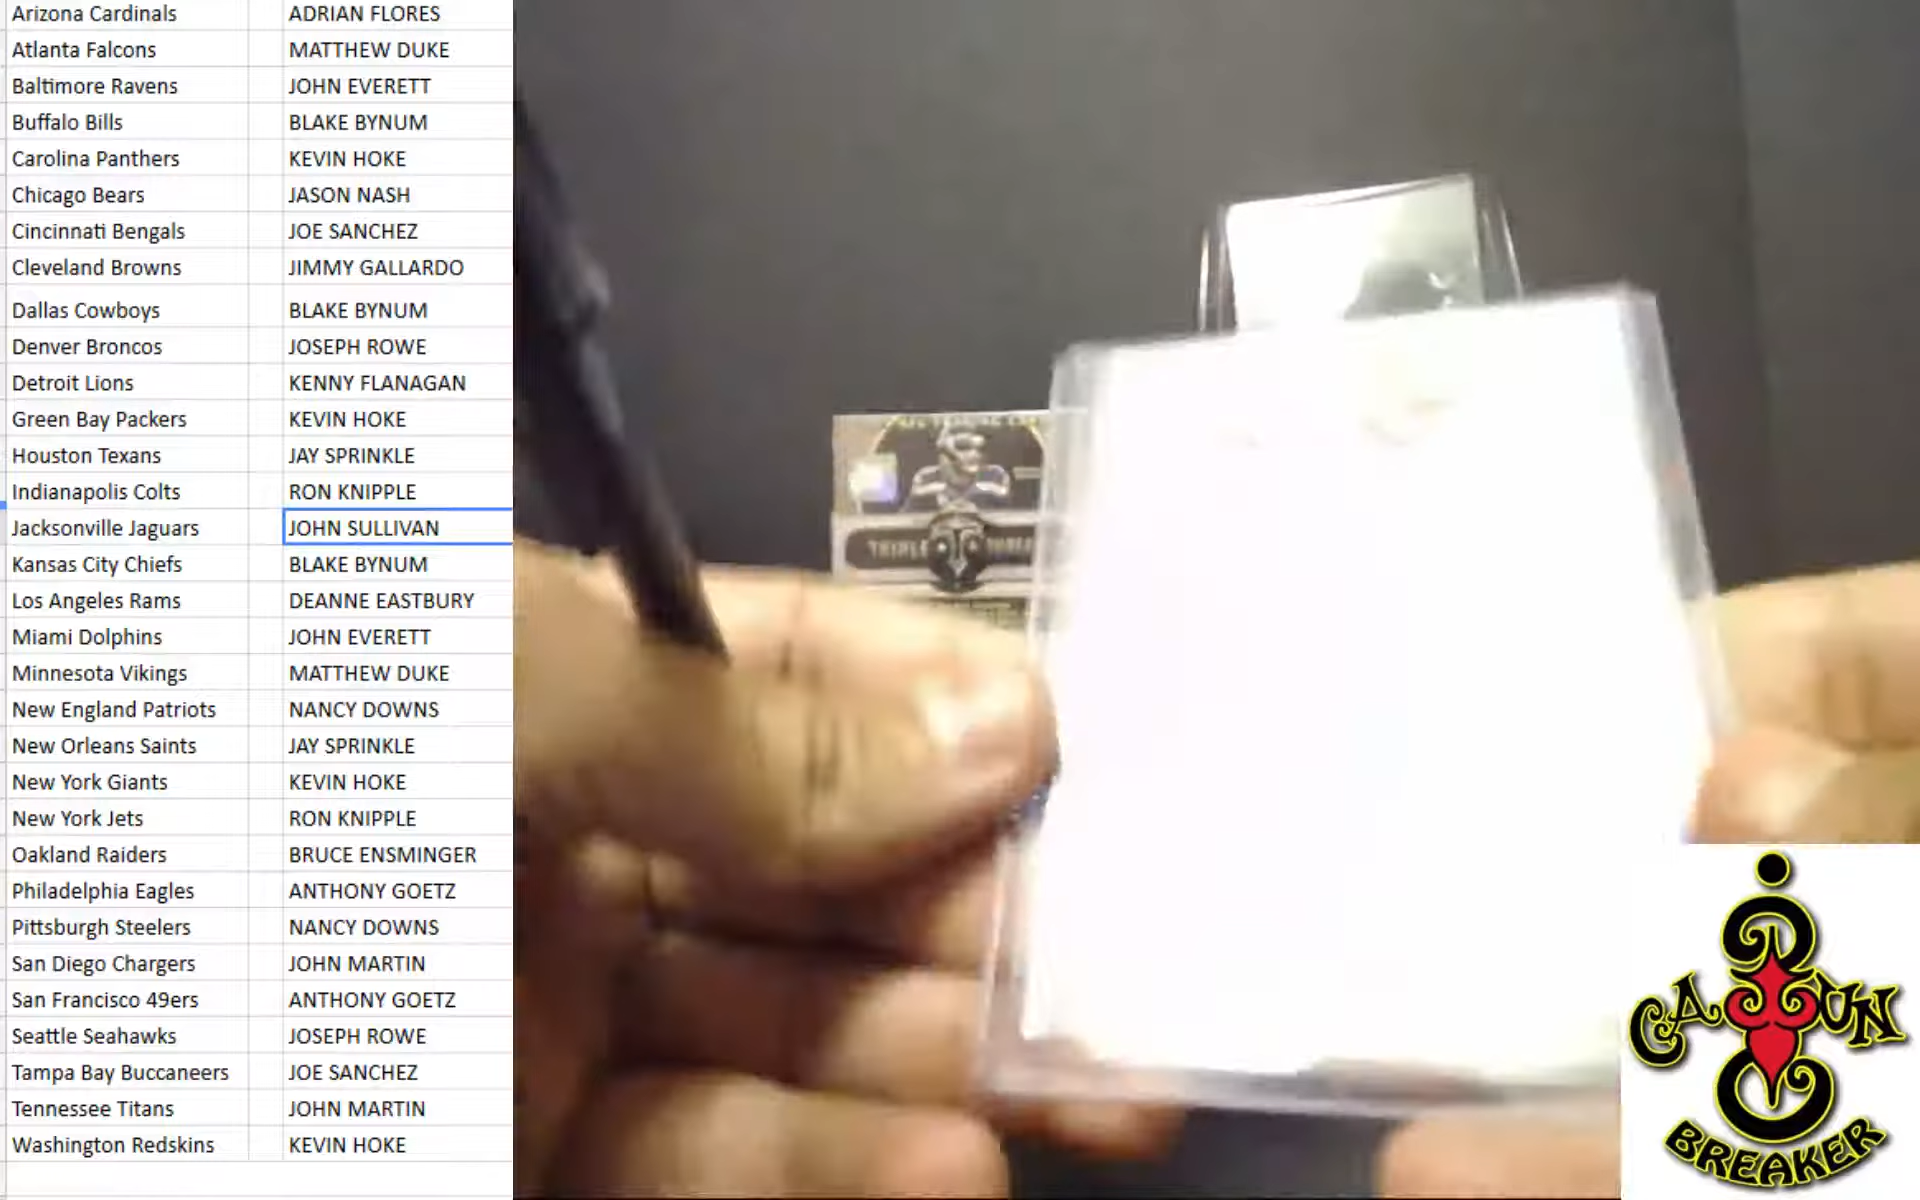 Arizona Cardinals ADRIAN FLORES
Atlanta Falcons MATTHEW DUKE
Baltimore Ravens JOHN EVERETT
Buffalo Bills BLAKE BYNUM
Carolina Panthers KEVIN HOKE
Chicago Bears JASON NASH
Cincinnati Bengals JOE SANCHEZ
Cleveland Browns JIMMY GALLARDO
Dallas Cowboys BLAKE BYNUM
Denver Broncos JOSEPH ROWE
Detroit Lions KENNY FLANAGAN
Green Bay Packers KEVIN HOKE
Houston Texans JAY SPRINKLE
Indianapolis Colts RON KNIPPLE
Jacksonville Jaguars JOHN SULLIVAN
Kansas City Chiefs BLAKE BYNUM
Los Angeles Rams DEANNE EASTBURY
Miami Dolphins JOHN EVERETT
Minnesota Vikings MATTHEW DUKE
New England Patriots NANCY DOWNS
New Orleans Saints JAY SPRINKLE
New York Giants KEVIN HOKE
New York Jets RON KNIPPLE
Oakland Raiders BRUCE ENSMINGER
Philadelphia Eagles ANTHONY GOETZ
Pittsburgh Steelers NANCY DOWNS
San Diego Chargers JOHN MARTIN
San Francisco 49ers ANTHONY GOETZ
Seattle Seahawks JOSEPH ROWE
Tampa Bay Buccaneers JOE SANCHEZ
Tennessee Titans JOHN MARTIN
Washington Redskins KEVIN HOKE
TRIPLE
CAJUN
BREAKER